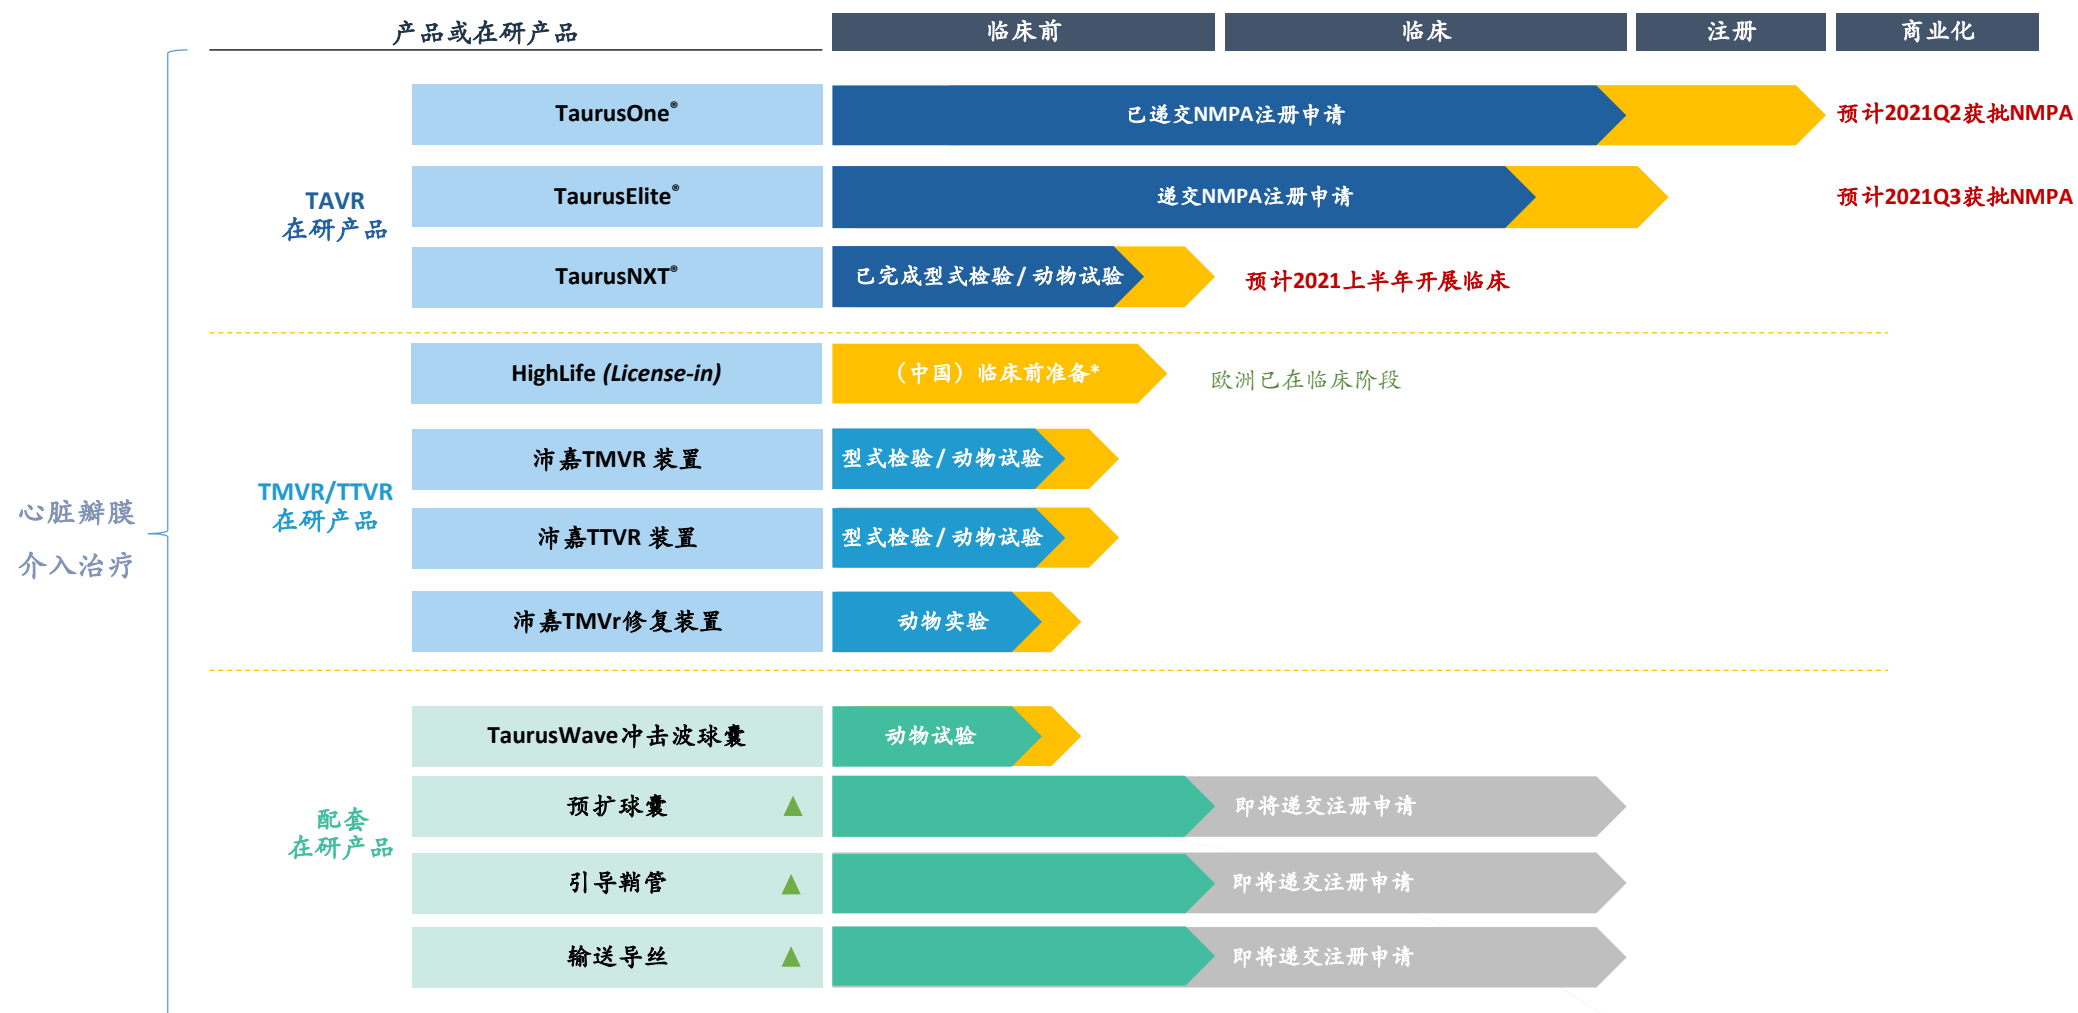 产品或在研产品
临床前
临床
注册
商业化
TaurusOne®
已递交NMPA注册申请
预计2021Q2获批NMPA
TAVR
在研产品
TaurusElite®
递交NMPA注册申请
预计2021Q3获批NMPA
TaurusNXT®
已完成型式检验/动物试验
预计2021上半年开展临床
HighLife (License-in)
（中国）临床前准备*
欧洲已在临床阶段
沛嘉TMVR 装置
型式检验/动物试验
心脏瓣膜
介入治疗
TMVR/TTVR
在研产品
沛嘉TTVR 装置
型式检验/动物试验
沛嘉TMVr修复装置
动物实验
TaurusWave冲击波球囊
动物试验
配套
在研产品
预扩球囊 ▲
即将递交注册申请
引导鞘管 ▲
即将递交注册申请
输送导丝 ▲
即将递交注册申请